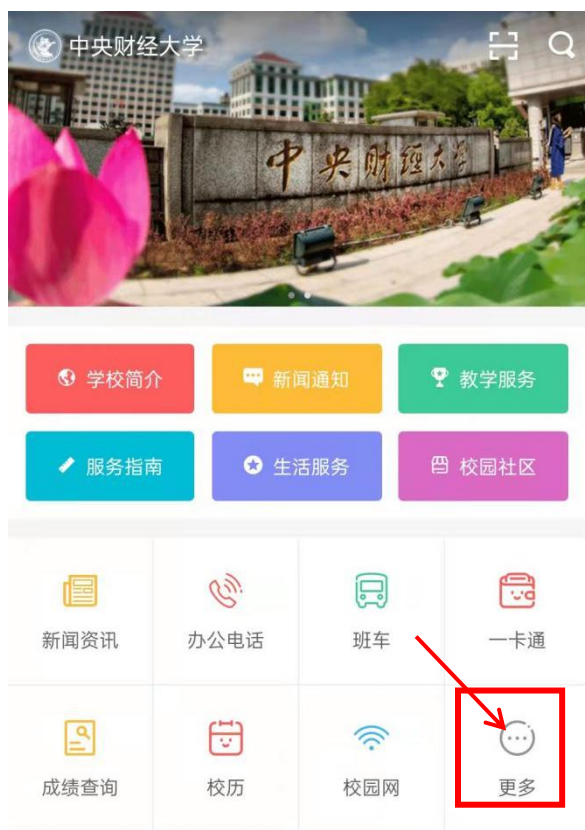 中央财经大学
中央财经大学
学校简介
新闻通知
教学服务
服务指南
生活服务
校园社区
新闻资讯
办公电话
班车
一卡通
成绩查询
校历
校园网
更多